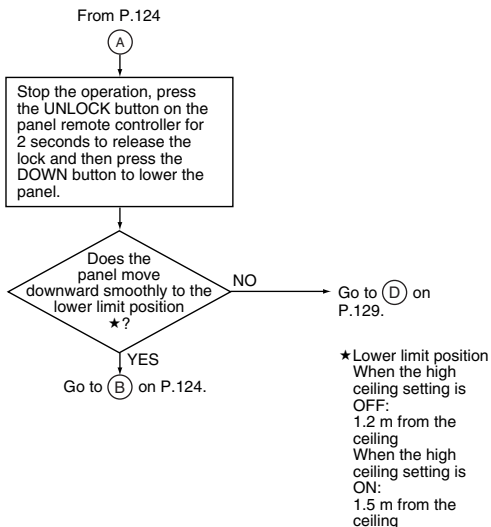 From P.124
A
Stop the operation, press
the UNLOCK button on the
panel remote controller for
2 seconds to release the
lock and then press the
DOWN button to lower the
panel.
Does the
panel move
downward smoothly to the
lower limit position
★?
NO
Go to D on
P.129.
YES
Go to B on P.124.
★Lower limit position
When the high
ceiling setting is
OFF:
1.2 m from the
ceiling
When the high
ceiling setting is
ON:
1.5 m from the
ceiling